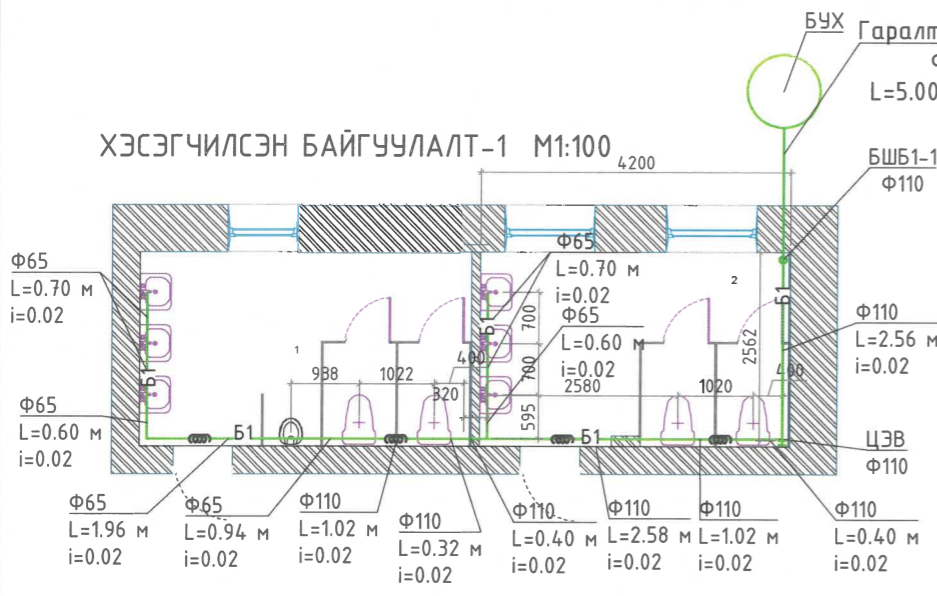 БУХ
Гаралт
Ф
L=5.00
ХЭСЭГЧИЛСЭН БАЙГУУЛАЛТ-1 М1:100
4200
БШБ1-1
Ф110
Ф65
L=0.70 м
i=0.02
Ф65
L=0.70 м
i=0.02
Ф65
L=0.60 м
i=0.02
Ф110
L=2.56 м
i=0.02
1
2
Б1
Б1
Б1
700
700
595
2562
988
1022
400
320
2580
1020
400
Ф65
L=0.60 м
i=0.02
Б1
Б1
ЦЭВ
Ф110
Ф65
L=1.96 м
i=0.02
Ф65
L=0.94 м
i=0.02
Ф110
L=1.02 м
i=0.02
Ф110
L=0.32 м
i=0.02
Ф110
L=0.40 м
i=0.02
Ф110
L=2.58 м
i=0.02
Ф110
L=1.02 м
i=0.02
Ф110
L=0.40 м
i=0.02